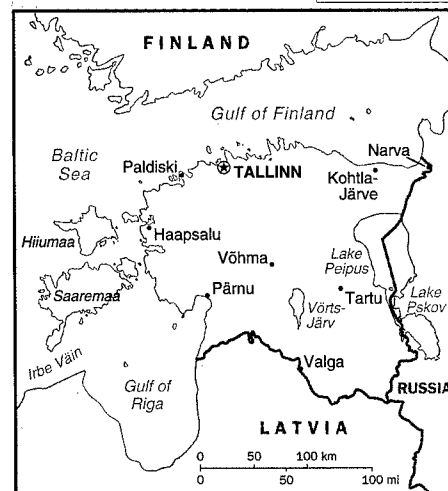 FINLAND
Gulf of Finland
Baltic
Sea
Narva
Paldiski
TALLINN
Kohtla-
Järve
Hiiumaa
Haapsalu
Võhma
Lake
Peipus
Saaremaa
Pärnu
Võrts-
Järv
Tartu
Lake
Pskov
Irbe Väin
Valga
Gulf of
Riga
RUSSIA
LATVIA
0 50 100 km
0 50 100 mi